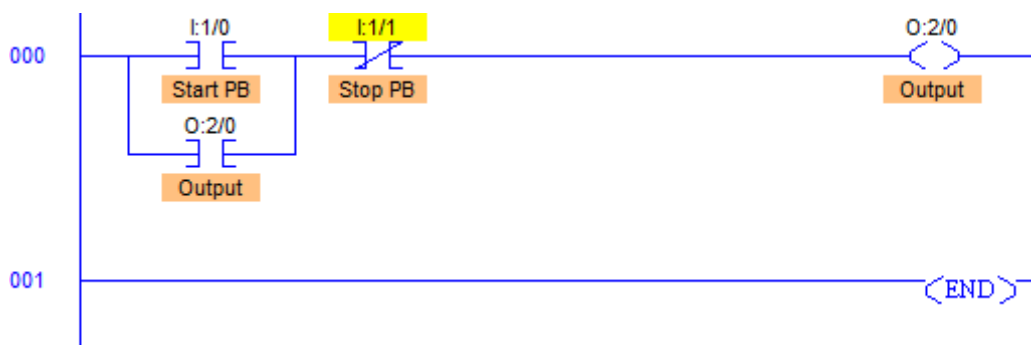 I:1/0 I:1/1 O:2/0
000
Start PB Stop PB Output
O:2/0
Output
001 END